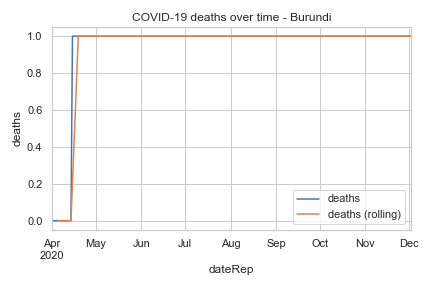 COVID-19 deaths over time - Burundi
deaths
1.0
0.8
0.6
0.4
0.2
0.0
deaths
deaths (rolling)
Apr May Jun Jul Aug Sep Oct Nov Dec
2020
dateRep